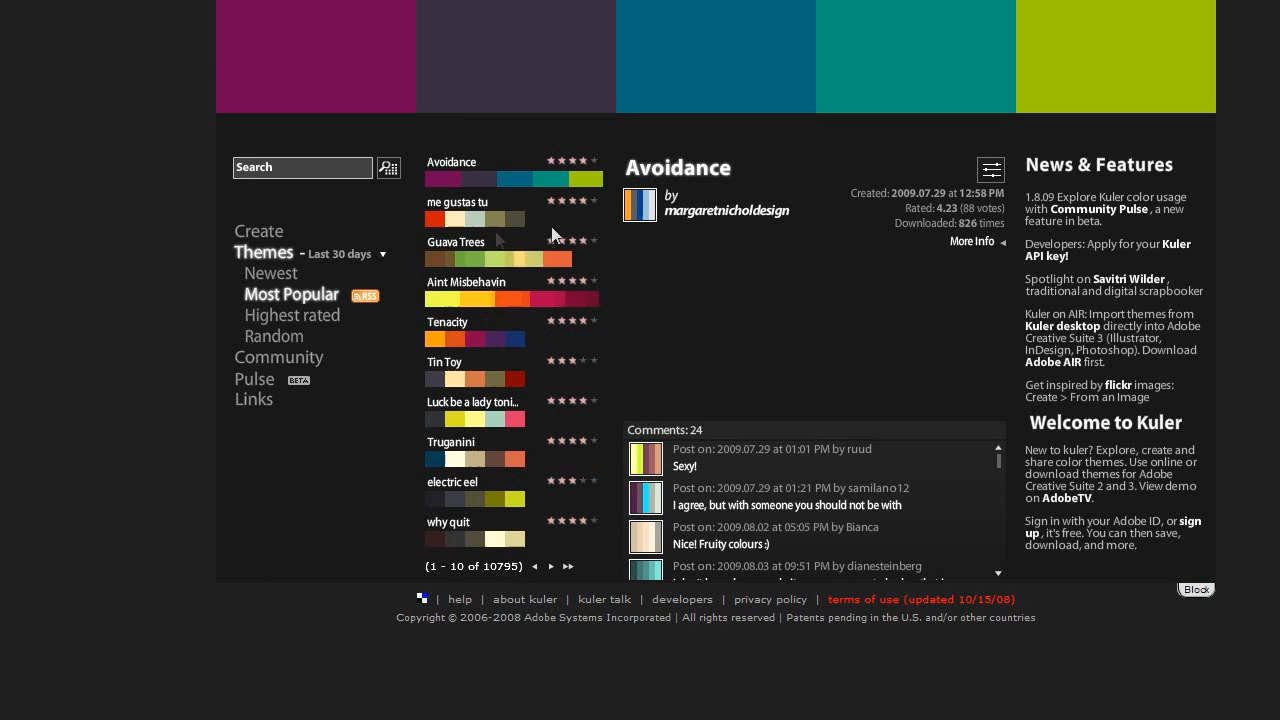 Search
Create
Themes - Last 30 days
Newest
Most Popular RSS
Highest rated
Random
Community
Pulse BETA
Links
Avoidance
me gustas tu
Guava Trees
Aint Misbehavin
Tenacity
Tin Toy
Luck be a lady toni...
Truganini
electric eel
why quit
(1 - 10 of 10795)
Avoidance
by
margaretnicholdesign
Created: 2009.07.29 at 12:58 PM
Rated: 4.23 (88 votes)
Downloaded: 826 times
More Info
Comments: 24
Post on: 2009.07.29 at 01:01 PM by ruud
Sexy!
Post on: 2009.07.29 at 01:21 PM by samilano12
I agree, but with someone you should not be with
Post on: 2009.08.02 at 05:05 PM by Bianca
Nice! Fruity colours :)
Post on: 2009.08.03 at 09:51 PM by dianesteinberg
News & Features
1.8.09 Explore Kuler color usage
with Community Pulse , a new
feature in beta.
Developers: Apply for your Kuler
API key!
Spotlight on Savitri Wilder ,
traditional and digital scrapbooker
Kuler on AIR: Import themes from
Kuler desktop directly into Adobe
Creative Suite 3 (Illustrator,
InDesign, Photoshop). Download
Adobe AIR first.
Get inspired by flickr images:
Create > From an Image
Welcome to Kuler
New to kuler? Explore, create and
share color themes. Use online or
download themes for Adobe
Creative Suite 2 and 3. View demo
on AdobeTV.
Sign in with your Adobe ID, or sign
up , it's free. You can then save,
download, and more.
Block
| help | about kuler | kuler talk | developers | privacy policy | terms of use (updated 10/15/08)
Copyright © 2006-2008 Adobe Systems Incorporated | All rights reserved | Patents pending in the U.S. and/or other countries